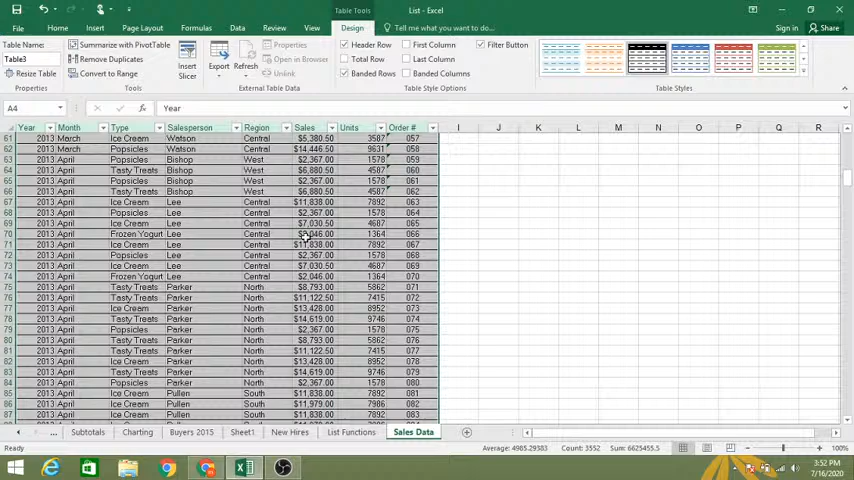 Table Tools
List - Excel
Sign in
Share
File
Home
Insert
Page Layout
Formulas
Data
Review
View
Design
Tell me what you want to do...
Table Name:
Table3
Resize Table
Properties
Summarize with PivotTable
Remove Duplicates
Convert to Range
Tools
Insert
Slicer
Export
Refresh
Properties
Open in Browser
Unlink
External Table Data
Header Row
Total Row
Banded Rows
First Column
Last Column
Banded Columns
Filter Button
Table Style Options
Table Styles
A4
fx
Year
Year Month Type Salesperson Region Sales Units Order # I J K L M N O P Q R
61 2013 March Ice Cream Watson Central $5,380.50 3587 057
62 2013 March Popsicles Watson Central $14,446.50 9631 058
63 2013 April Popsicles Bishop West $2,367.00 1578 059
64 2013 April Tasty Treats Bishop West $6,880.50 4587 060
65 2013 April Popsicles Bishop West $2,367.00 1578 061
66 2013 April Tasty Treats Bishop West $6,880.50 4587 062
67 2013 April Ice Cream Lee Central $11,838.00 7892 063
68 2013 April Popsicles Lee Central $2,367.00 1578 064
69 2013 April Ice Cream Lee Central $7,030.50 4687 065
70 2013 April Frozen Yogurt Lee Central 1364 066
71 2013 April Ice Cream Lee Central $11,838.00 7892 067
72 2013 April Popsicles Lee Central $2,367.00 1578 068
73 2013 April Ice Cream Lee Central $7,030.50 4687 069
74 2013 April Frozen Yogurt Lee Central $2,046.00 1364 070
75 2013 April Tasty Treats Parker North $8,793.00 5862 071
76 2013 April Tasty Treats Parker North $11,122.50 7415 072
77 2013 April Ice Cream Parker North $13,428.00 8952 073
78 2013 April Tasty Treats Parker North $14,619.00 9746 074
79 2013 April Popsicles Parker North $2,367.00 1578 075
80 2013 April Tasty Treats Parker North $8,793.00 5862 076
81 2013 April Tasty Treats Parker North $11,122.50 7415 077
82 2013 April Ice Cream Parker North $13,428.00 8952 078
83 2013 April Tasty Treats Parker North $14,619.00 9746 079
84 2013 April Popsicles Parker North $2,367.00 1578 080
85 2013 April Ice Cream Pullen South $11,838.00 7892 081
86 2013 April Ice Cream Pullen South $11,979.00 7986 082
87 2013 April Ice Cream Pullen South $11,838.00 7892 083
... Subtotals Charting Buyers 2015 Sheet1 New Hires List Functions Sales Data
Ready
Average: 4985.29383 Count: 3552 Sum: 6625455.5
100%
3:52 PM
7/16/2020